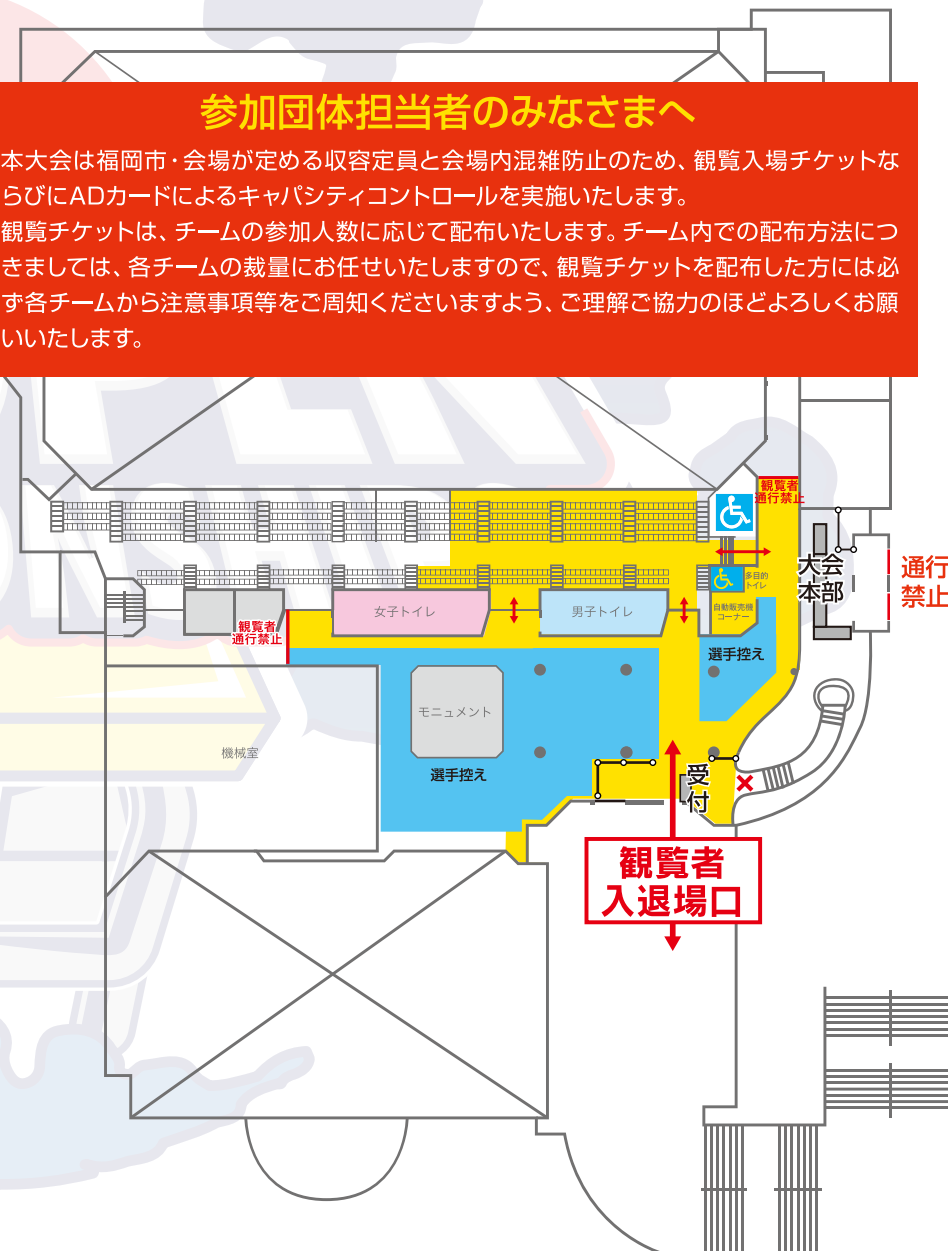 参加団体担当者のみなさまへ
本大会は福岡市・会場が定める収容定員と会場内混雑防止のため、観覧入場チケットな
らびにADカードによるキャパシティコントロールを実施いたします。
観覧チケットは、チームの参加人数に応じて配布いたします。チーム内での配布方法につ
きましては、各チームの裁量にお任せいたしますので、観覧チケットを配布した方には必
ず各チームから注意事項等をご周知くださいますよう、ご理解ご協力のほどよろしくお願
いいたします。
観覧者
通行禁止
大会
本部
通行
禁止
多目的
トイレ
自動販売機
コーナー
女子トイレ
男子トイレ
観覧者
通行禁止
選手控え
モニュメント
機械室
選手控え
受付
観覧者
入退場口